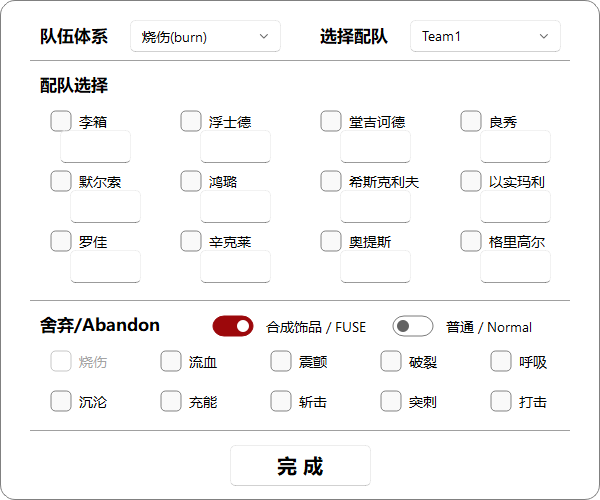 队伍体系 烧伤(burn) 选择配队 Team1
配队选择
李箱 浮士德 堂吉诃德 良秀
默尔索 鸿璐 希斯克利夫 以实玛利
罗佳 辛克莱 奥提斯 格里高尔
舍弃/Abandon 合成饰品 / FUSE 普通 / Normal
烧伤 流血 震颤 破裂 呼吸
沉沦 充能 斩击 突刺 打击
完 成